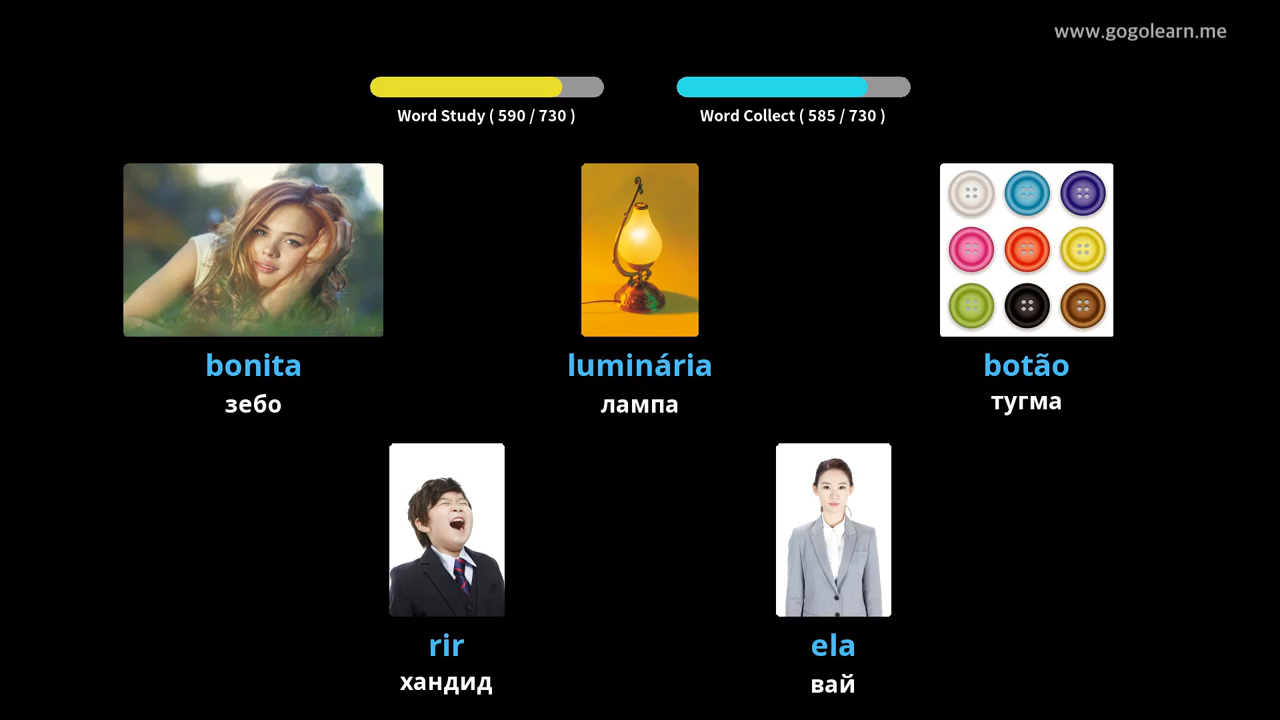 www.gogolearn.me
Word Study ( 590 / 730 )
Word Collect ( 585 / 730 )
bonita
зебо
luminária
лампа
botão
тугма
rir
хандид
ela
вай